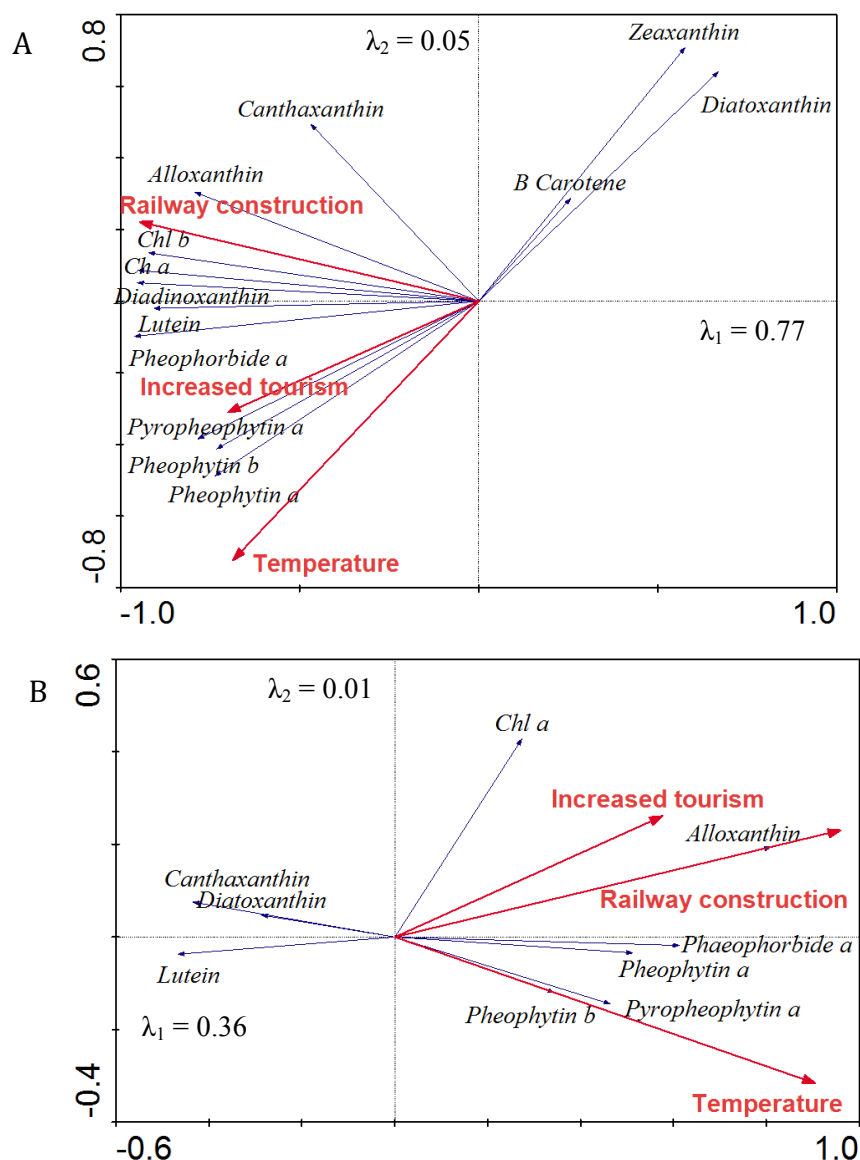 A
0.8
λ₂ = 0.05
Zeaxanthin
Diatoxanthin
Canthaxanthin
B Carotene
Alloxanthin
Railway construction
Chl b
Ch a
Diadinoxanthin
Lutein
λ₁ = 0.77
Pheophorbide a
Increased tourism
Pyropheophytin a
Pheophytin b
Pheophytin a
Temperature
-0.8
-1.0
1.0
B
0.6
λ₂ = 0.01
Chl a
Increased tourism
Alloxanthin
Canthaxanthin
Diatoxanthin
Railway construction
Phaeophorbide a
Pheophytin a
Lutein
Pheophytin b
Pyropheophytin a
λ₁ = 0.36
Temperature
-0.4
-0.6
1.0